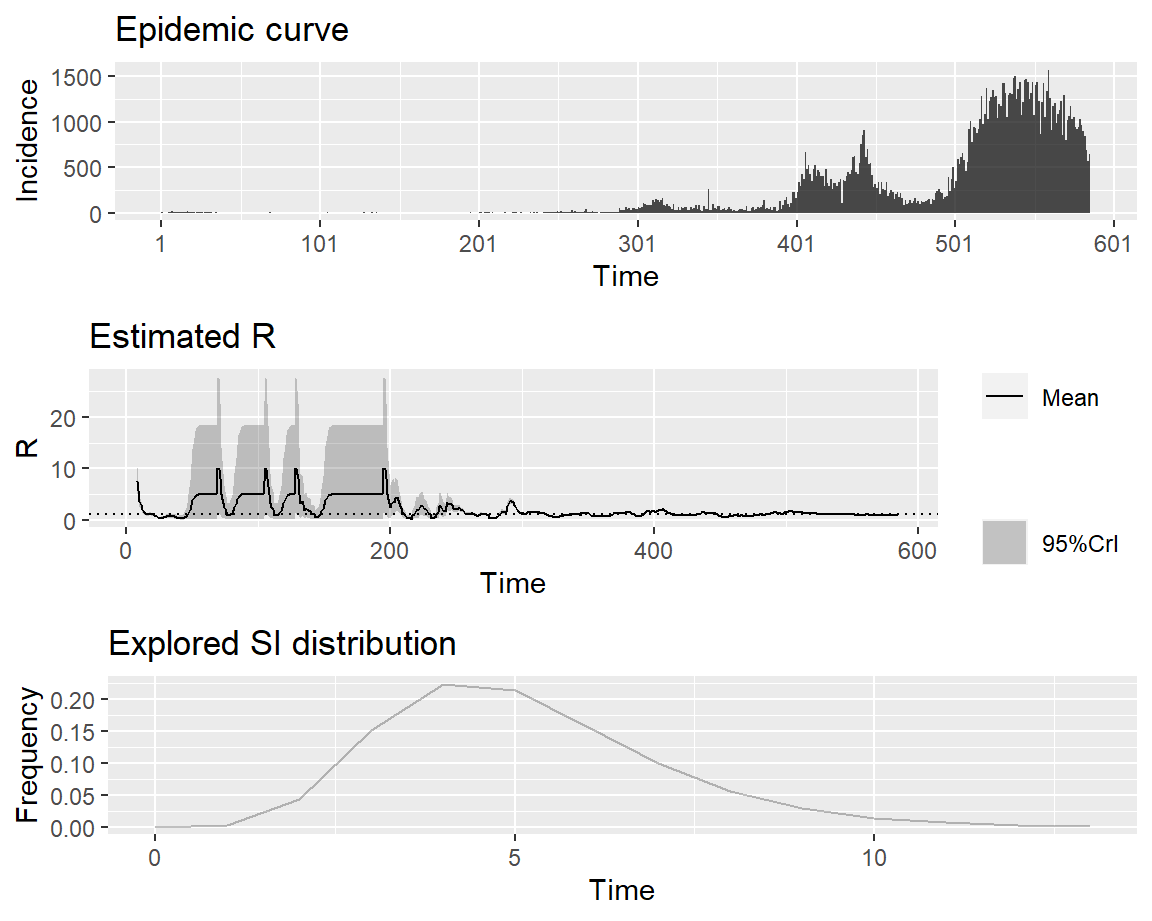 Epidemic curve
Incidence
1500
1000
500
0
1 101 201 301 401 501 601
Time
Estimated R
R
20
10
0
0 200 400 600
Time
Mean
95%CrI
Explored SI distribution
Frequency
0.20
0.15
0.10
0.05
0.00
0 5 10
Time